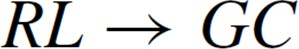 RL → GC